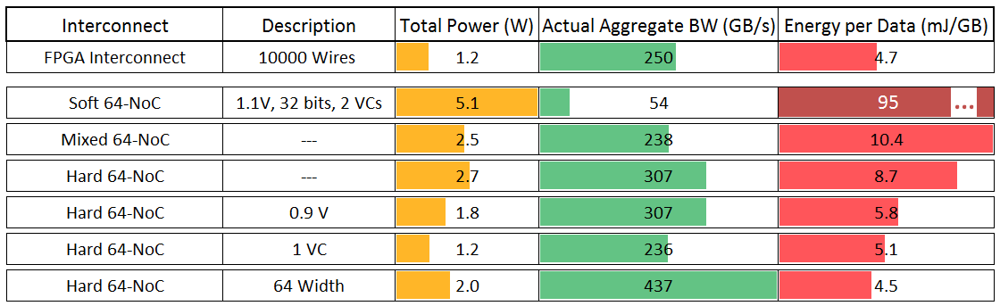 Interconnect Description Total Power (W) Actual Aggregate BW (GB/s) Energy per Data (mJ/GB)
FPGA Interconnect 10000 Wires 1.2 250 4.7
Soft 64-NoC 1.1V, 32 bits, 2 VCs 5.1 54 95 ...
Mixed 64-NoC --- 2.5 238 10.4
Hard 64-NoC --- 2.7 307 8.7
Hard 64-NoC 0.9 V 1.8 307 5.8
Hard 64-NoC 1 VC 1.2 236 5.1
Hard 64-NoC 64 Width 2.0 437 4.5